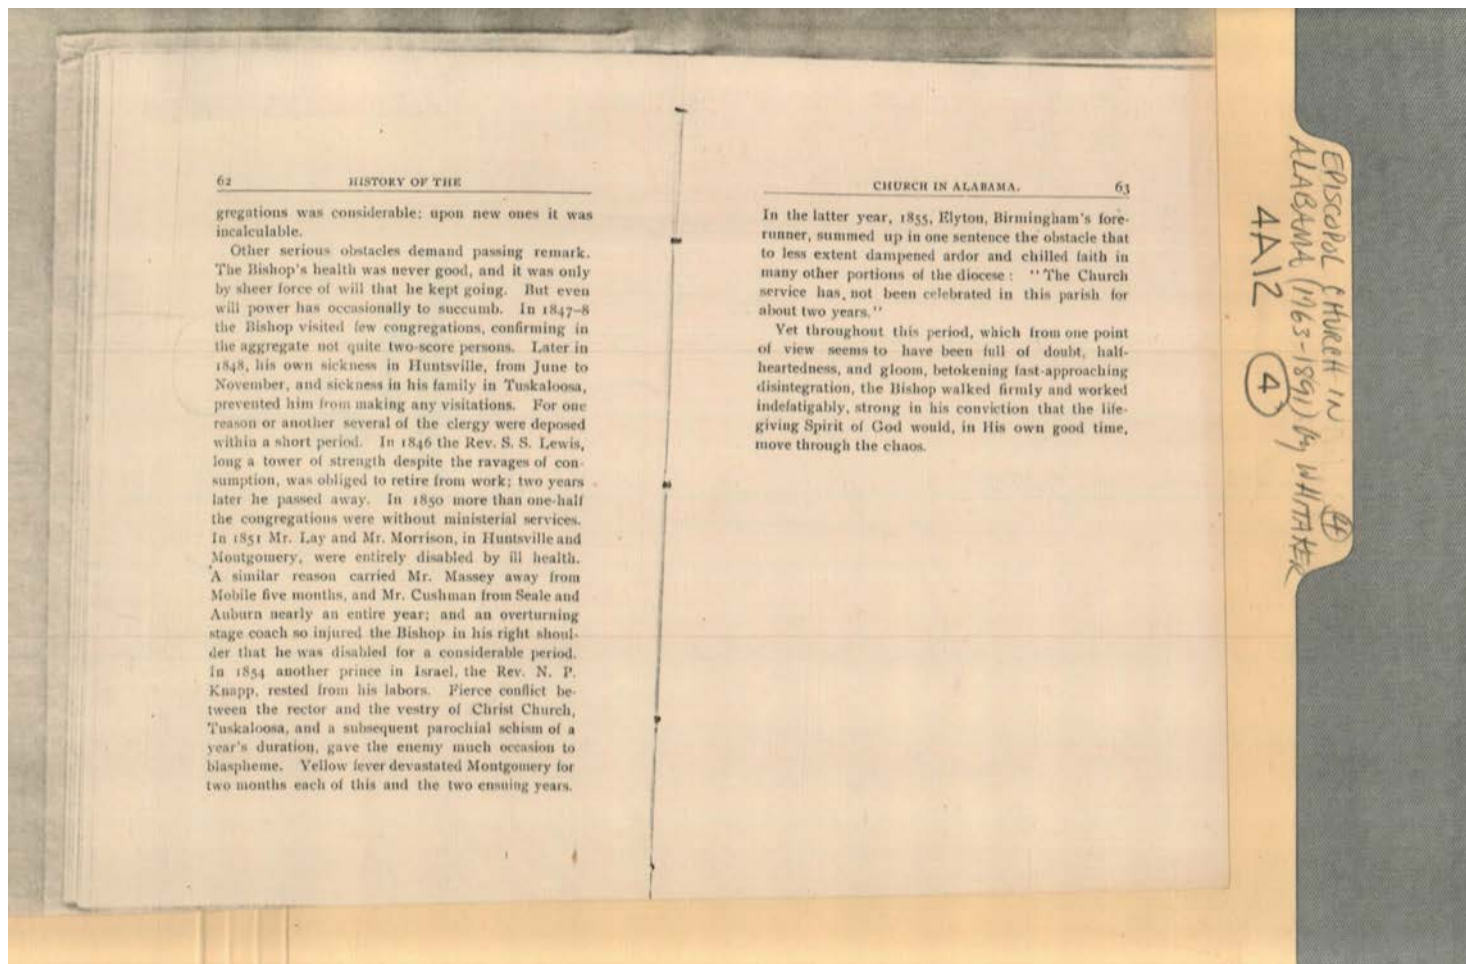 62 HISTORY OF THE
gregations was considerable; upon new ones it was
incalculable.
Other serious obstacles demand passing remark.
The Bishop's health was never good, and it was only
by sheer force of will that he kept going. But even
will power has occasionally to succumb. In 1847–8
the Bishop visited few congregations, confirming in
the aggregate not quite two-score persons. Later in
1848, his own sickness in Huntsville, from June to
November, and sickness in his family in Tuskaloosa,
prevented him from making any visitations. For one
reason or another several of the clergy were deposed
within a short period. In 1846 the Rev. S. S. Lewis,
long a tower of strength despite the ravages of con-
sumption, was obliged to retire from work; two years
later he passed away. In 1850 more than one-half
the congregations were without ministerial services.
In 1851 Mr. Lay and Mr. Morrison, in Huntsville and
Montgomery, were entirely disabled by ill health.
A similar reason carried Mr. Massey away from
Mobile five months, and Mr. Cushman from Seale and
Auburn nearly an entire year; and an overturning
stage coach so injured the Bishop in his right shoul-
der that he was disabled for a considerable period.
In 1854 another prince in Israel, the Rev. N. P.
Knapp, rested from his labors. Fierce conflict be-
tween the rector and the vestry of Christ Church,
Tuskaloosa, and a subsequent parochial schism of a
year's duration, gave the enemy much occasion to
blaspheme. Yellow fever devastated Montgomery for
two months each of this and the two ensuing years.
CHURCH IN ALABAMA. 63
In the latter year, 1855, Elyton, Birmingham's fore-
runner, summed up in one sentence the obstacle that
to less extent dampened ardor and chilled faith in
many other portions of the diocese: "The Church
service has not been celebrated in this parish for
about two years."
Yet throughout this period, which from one point
of view seems to have been full of doubt, half-
heartedness, and gloom, betokening fast-approaching
disintegration, the Bishop walked firmly and worked
indefatigably, strong in his conviction that the life-
giving Spirit of God would, in His own good time,
move through the chaos.
EPISCOPOL CHURCH IN
ALABAMA (1763-1891) by WHITAKER
4A12 4